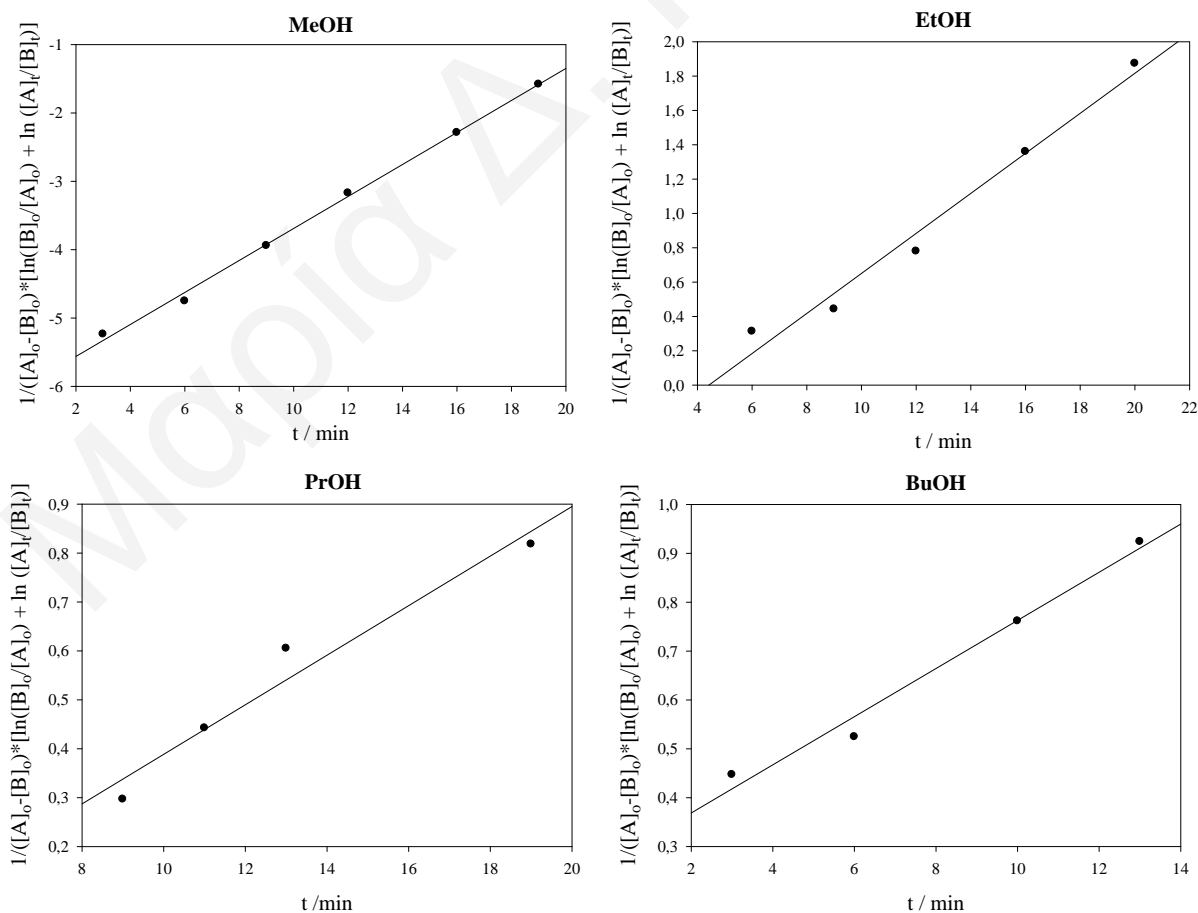 MeOH
1/([A]o-[B]o)*[ln([B]o/[A]o) + ln ([A]t/[B]t)]
-1
-2
-3
-4
-5
-6
2 4 6 8 10 12 14 16 18 20
t / min
EtOH
1/([A]o-[B]o)*[ln([B]o/[A]o) + ln ([A]t/[B]t)]
2,0
1,8
1,6
1,4
1,2
1,0
0,8
0,6
0,4
0,2
0,0
4 6 8 10 12 14 16 18 20 22
t / min
PrOH
1/([A]o-[B]o)*[ln([B]o/[A]o) + ln ([A]t/[B]t)]
0,9
0,8
0,7
0,6
0,5
0,4
0,3
0,2
8 10 12 14 16 18 20
t /min
BuOH
1/([A]o-[B]o)*[ln([B]o/[A]o) + ln ([A]t/[B]t)]
1,0
0,9
0,8
0,7
0,6
0,5
0,4
0,3
2 4 6 8 10 12 14
t / min
Μαρία Δ.